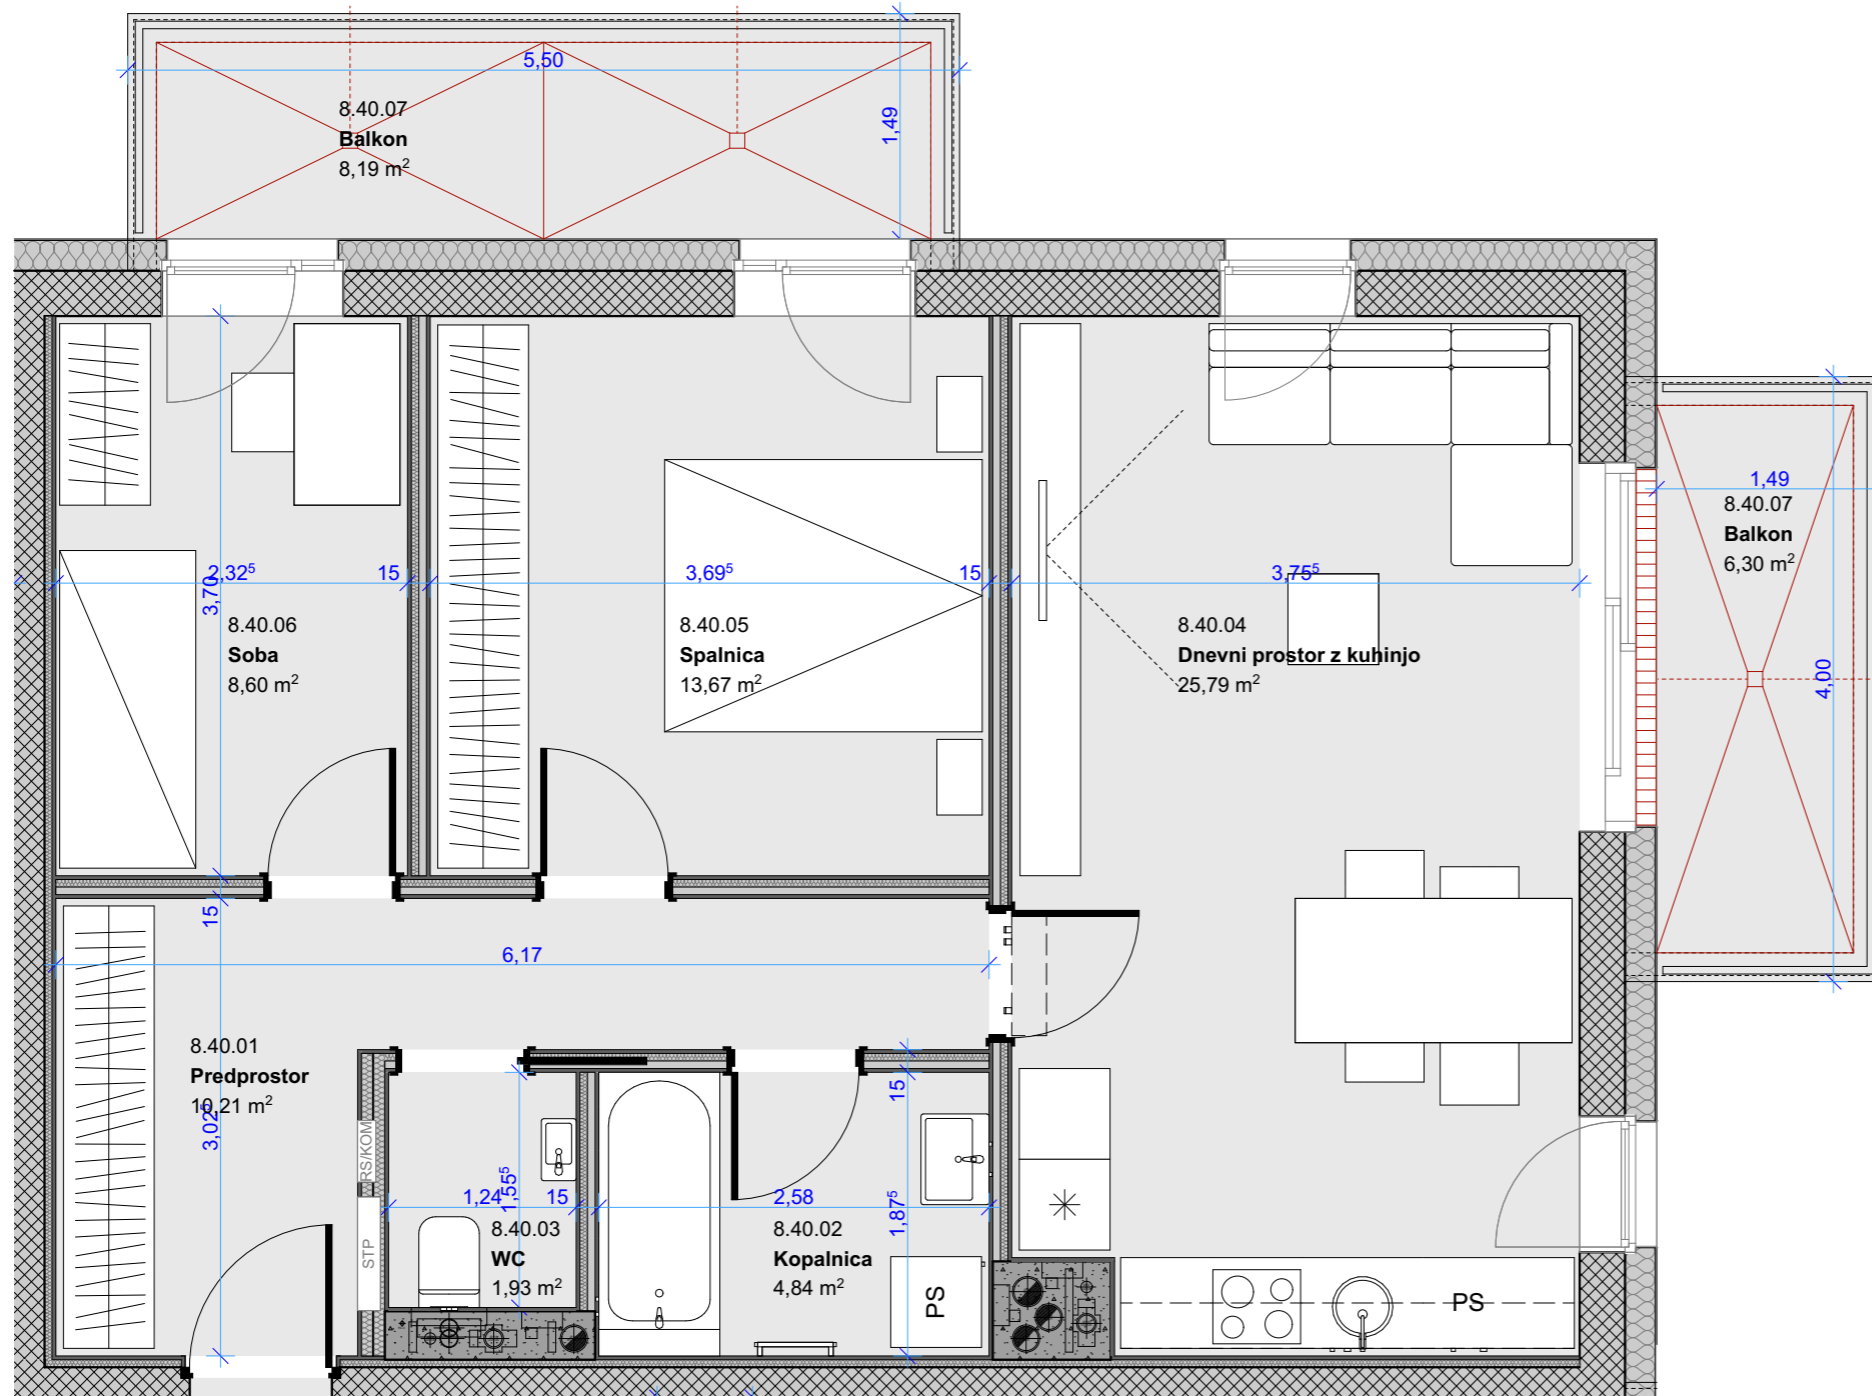 5,50
1,49
8.40.07
Balkon
8,19 m²
1,49
8.40.07
Balkon
6,30 m²
4,00
2,32⁵
15
3,69⁵
15
3,75⁵
3,70
8.40.06
Soba
8,60 m²
8.40.05
Spalnica
13,67 m²
8.40.04
Dnevni prostor z kuhinjo
25,79 m²
15
6,17
8.40.01
Predprostor
10,21 m²
3,02⁵
RS/KOM
STP
15
1,24
1,55⁵
15
2,58
1,87⁵
8.40.03
WC
1,93 m²
8.40.02
Kopalnica
4,84 m²
PS
PS